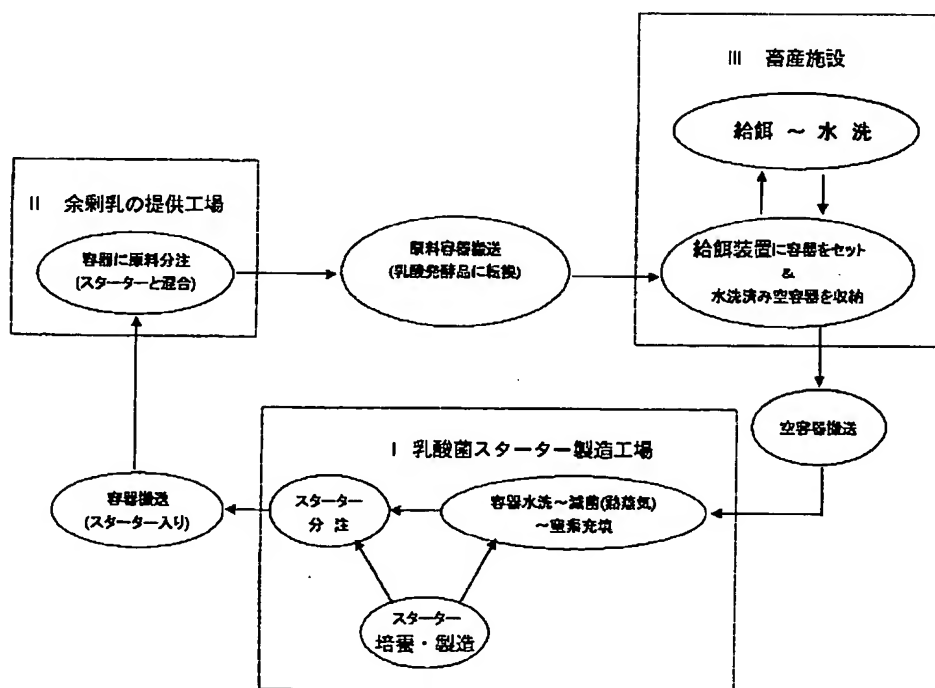 III 畜産施設
給餌 ～ 水 洗
II 余剰乳の提供工場
容器に原料分注
(スターターと混合)
原料容器搬送
(乳酸発酵品に転換)
給餌装置に容器をセット
&
水洗済み空容器を収納
空容器搬送
I 乳酸菌スターター製造工場
容器搬送
(スターター入り)
スターター
分 注
容器水洗～滅菌(熱蒸気)
～窒素充填
スターター
培養・製造